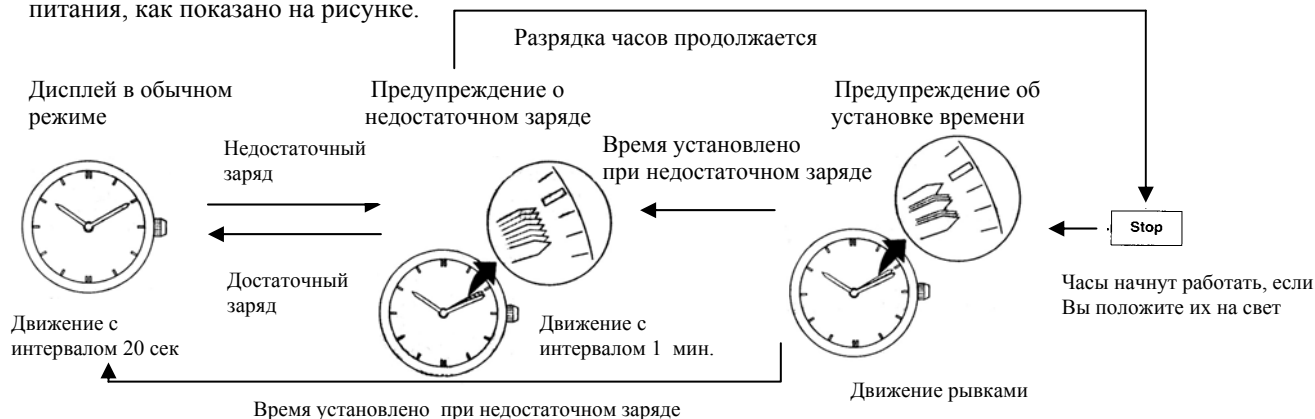 питания, как показано на рисунке.
Разрядка часов продолжается
Дисплей в обычном
режиме
Предупреждение о
недостаточном заряде
Предупреждение об
установке времени
Недостаточный
заряд
Время установлено
при недостаточном заряде
Stop
Достаточный
заряд
Часы начнут работать, если
Вы положите их на свет
Движение с
интервалом 20 сек
Движение с
интервалом 1 мин.
Движение рывками
Время установлено при недостаточном заряде